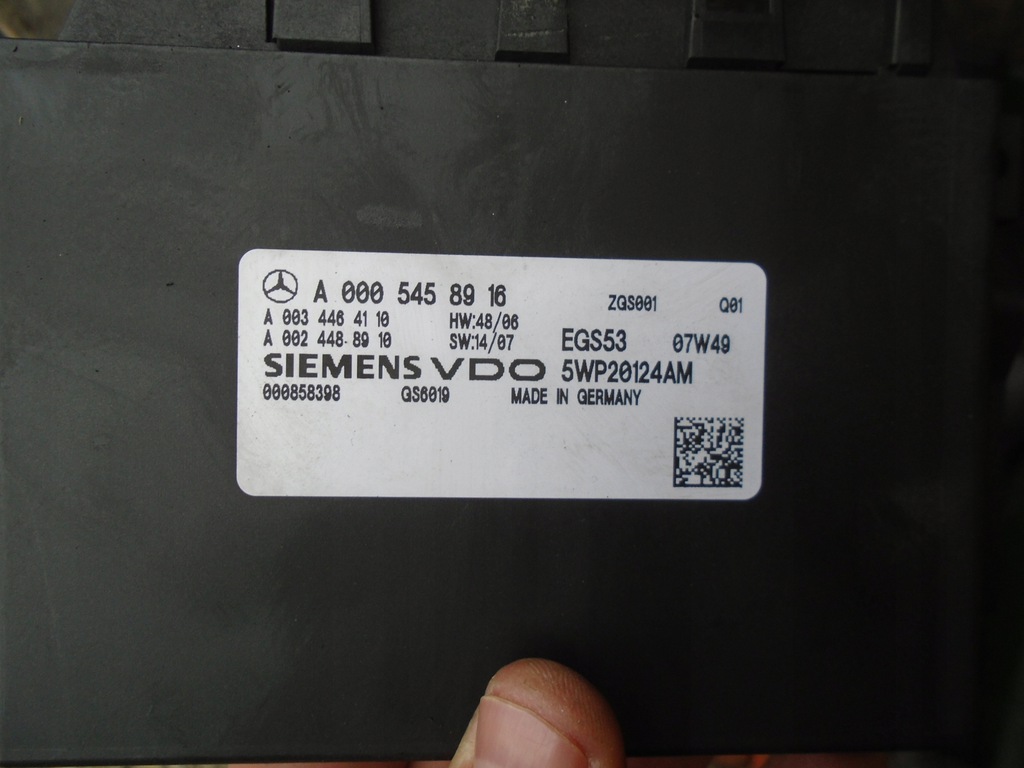 A 000 545 89 16 ZGS001 Q01
A 003 446 41 10 HW:48/06
A 002 448 89 10 SW:14/07 EGS53 07W49
SIEMENS VDO 5WP20124AM
000858398 GS6019 MADE IN GERMANY